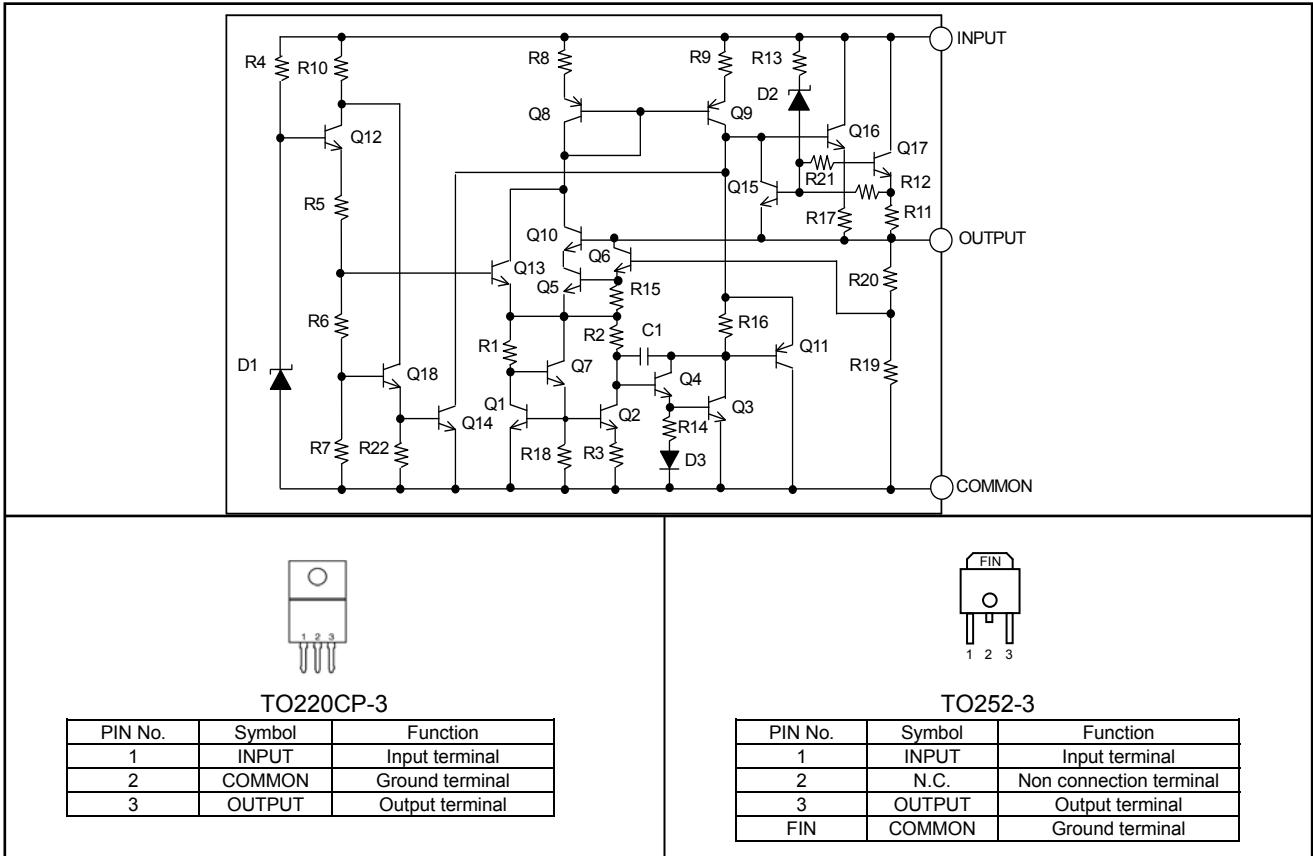 INPUT
R4
R10
R8
R9
R13
D2
Q8
Q9
Q12
Q16
Q17
R21
Q15
R12
R5
R17
R11
Q10
OUTPUT
Q6
Q13
Q5
R15
R20
R6
R2
C1
R16
R1
Q11
D1
Q7
R19
Q18
Q4
Q1
Q2
Q3
Q14
R14
R7
R22
R18
R3
D3
COMMON
1 2 3
TO220CP-3
PIN No. Symbol Function
1 INPUT Input terminal
2 COMMON Ground terminal
3 OUTPUT Output terminal
FIN
1 2 3
TO252-3
PIN No. Symbol Function
1 INPUT Input terminal
2 N.C. Non connection terminal
3 OUTPUT Output terminal
FIN COMMON Ground terminal